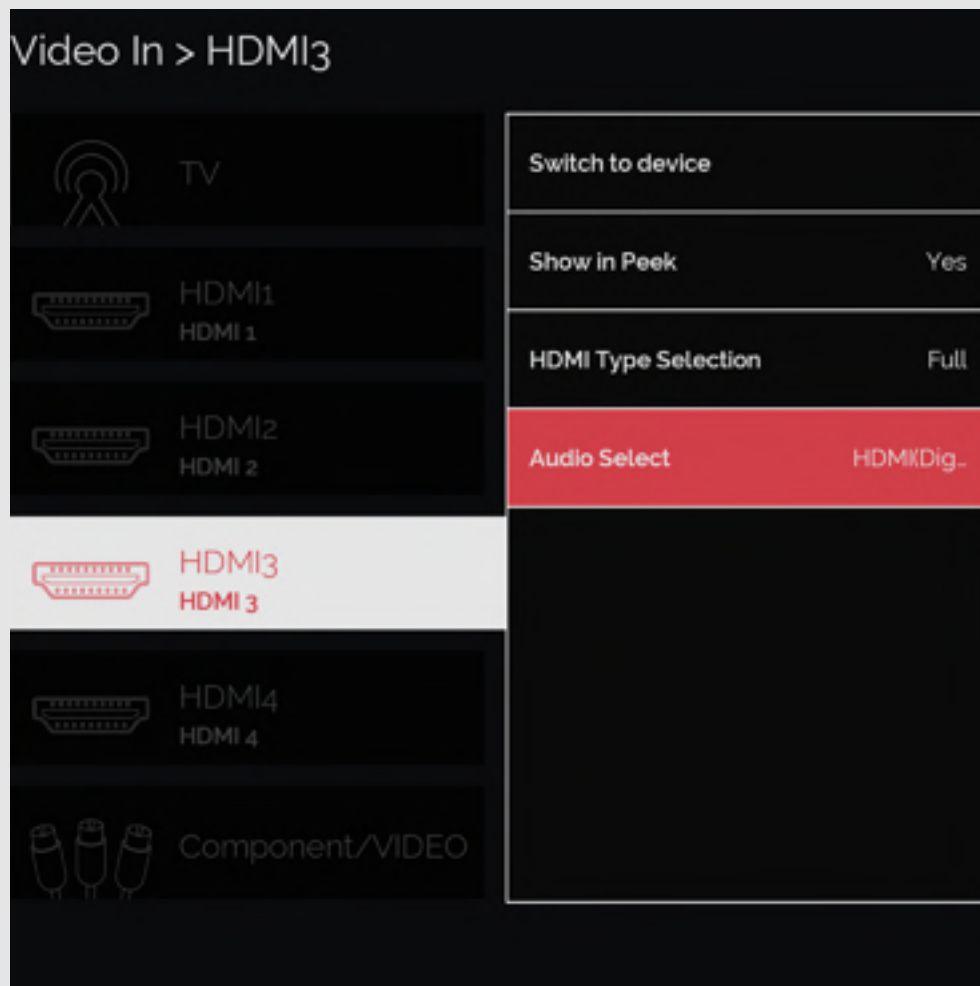 Video In > HDMI3
TV
HDMI1
HDMI 1
HDMI2
HDMI 2
HDMI3
HDMI 3
HDMI4
HDMI 4
Component/VIDEO
Switch to device
Show in Peek Yes
HDMI Type Selection Full
Audio Select HDMI(Dig...